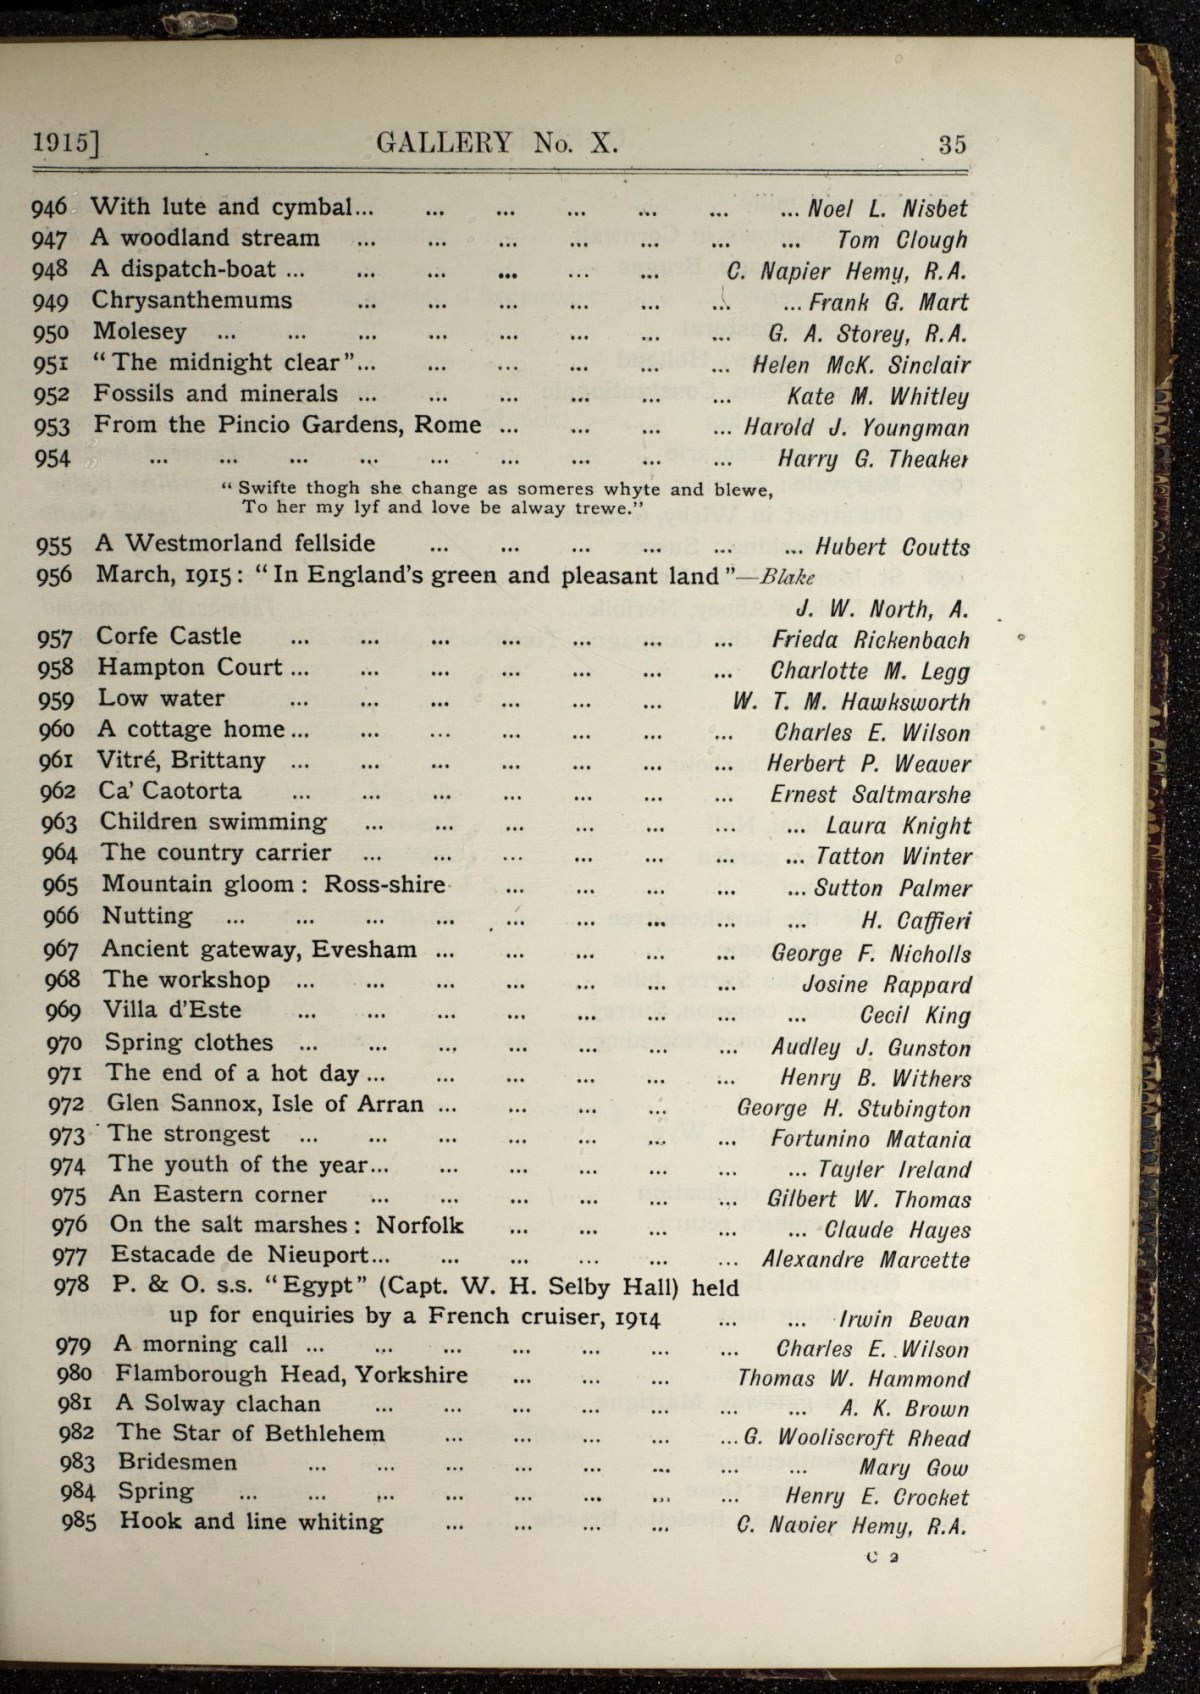 1915] GALLERY No. X. 35
946 With lute and cymbal... ... ... ... ... ... ... Noel L. Nisbet
947 A woodland stream ... ... ... ... ... ... ... Tom Clough
948 A dispatch-boat ... ... ... ... ... ... C. Napier Hemy, R.A.
949 Chrysanthemums ... ... ... ... ... ... ... Frank G. Mart
950 Molesey ... ... ... ... ... ... ... ... G. A. Storey, R.A.
951 “The midnight clear”... ... ... ... ... ... Helen McK. Sinclair
952 Fossils and minerals ... ... ... ... ... ... Kate M. Whitley
953 From the Pincio Gardens, Rome ... ... ... ... Harold J. Youngman
954 ... ... ... ... ... ... ... ... ... Harry G. Theaker
“Swifte thogh she change as someres whyte and blewe,
To her my lyf and love be alway trewe.”
955 A Westmorland fellside ... ... ... ... ... ... Hubert Coutts
956 March, 1915: “In England's green and pleasant land”—Blake
J. W. North, A.
957 Corfe Castle ... ... ... ... ... ... ... Frieda Rickenbach
958 Hampton Court ... ... ... ... ... ... ... Charlotte M. Legg
959 Low water ... ... ... ... ... ... W. T. M. Hawksworth
960 A cottage home ... ... ... ... ... ... ... Charles E. Wilson
961 Vitré, Brittany ... ... ... ... ... ... ... Herbert P. Weaver
962 Ca' Caotorta ... ... ... ... ... ... ... Ernest Saltmarshe
963 Children swimming ... ... ... ... ... ... ... Laura Knight
964 The country carrier ... ... ... ... ... ... ... Tatton Winter
965 Mountain gloom: Ross-shire ... ... ... ... ... Sutton Palmer
966 Nutting ... ... ... ... ... ... ... ... ... H. Caffieri
967 Ancient gateway, Evesham ... ... ... ... ... George F. Nicholls
968 The workshop ... ... ... ... ... ... ... Josine Rappard
969 Villa d'Este ... ... ... ... ... ... ... ... Cecil King
970 Spring clothes ... ... ... ... ... ... ... Audley J. Gunston
971 The end of a hot day ... ... ... ... ... ... Henry B. Withers
972 Glen Sannox, Isle of Arran ... ... ... ... George H. Stubington
973 The strongest ... ... ... ... ... ... ... Fortunino Matania
974 The youth of the year... ... ... ... ... ... ... Tayler Ireland
975 An Eastern corner ... ... ... ... ... ... Gilbert W. Thomas
976 On the salt marshes: Norfolk ... ... ... ... ... Claude Hayes
977 Estacade de Nieuport... ... ... ... ... ... Alexandre Marcette
978 P. & O. s.s. “Egypt” (Capt. W. H. Selby Hall) held
up for enquiries by a French cruiser, 1914 ... ... Irwin Bevan
979 A morning call ... ... ... ... ... ... ... Charles E. Wilson
980 Flamborough Head, Yorkshire ... ... ... Thomas W. Hammond
981 A Solway clachan ... ... ... ... ... ... ... A. K. Brown
982 The Star of Bethlehem ... ... ... ... ... G. Wooliscroft Rhead
983 Bridesmen ... ... ... ... ... ... ... ... Mary Gow
984 Spring ... ... ... ... ... ... ... ... Henry E. Crocket
985 Hook and line whiting ... ... ... ... C. Napier Hemy, R.A.
C 2